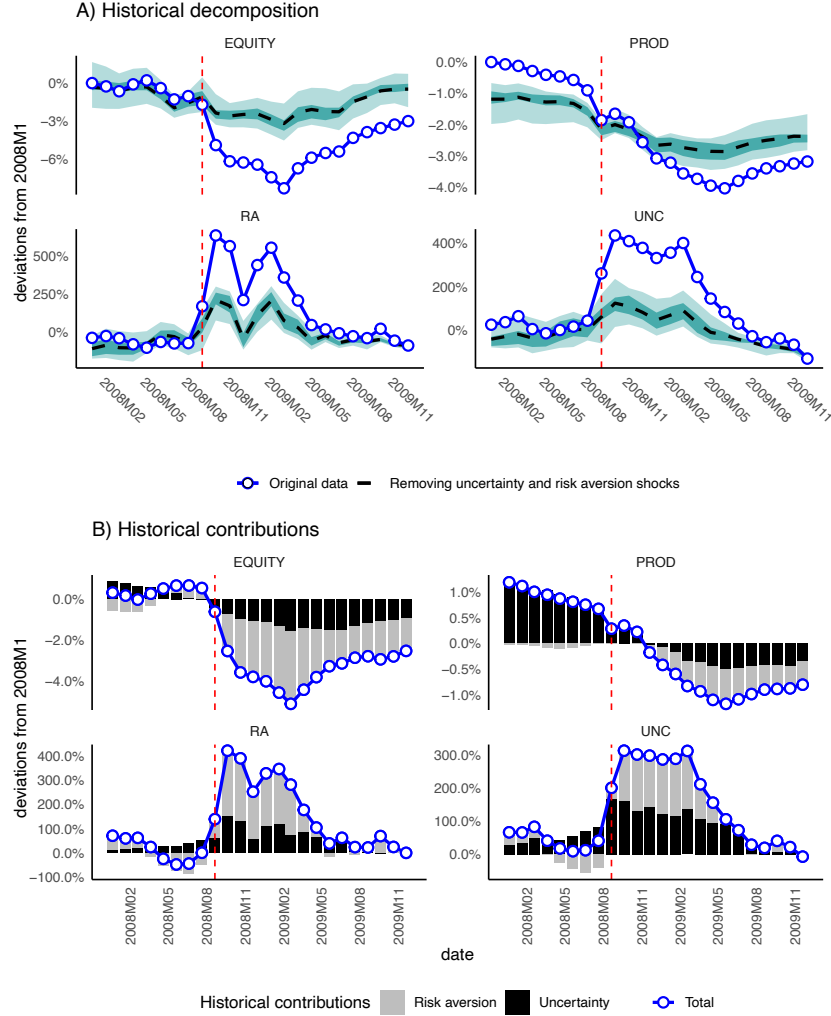 A) Historical decomposition
EQUITY
PROD
0%
−3%
−6%
0.0%
−1.0%
−2.0%
−3.0%
−4.0%
deviations from 2008M1
RA
UNC
500%
250%
0%
400%
200%
0%
2008M02 2008M05 2008M08 2008M11 2009M02 2009M05 2009M08 2009M11
2008M02 2008M05 2008M08 2008M11 2009M02 2009M05 2009M08 2009M11
Original data Removing uncertainty and risk aversion shocks
B) Historical contributions
EQUITY
PROD
0.0%
−2.0%
−4.0%
1.0%
0.5%
0.0%
−0.5%
−1.0%
deviations from 2008M1
RA
UNC
400.0%
300.0%
200.0%
100.0%
0.0%
−100.0%
300.0%
200.0%
100.0%
0.0%
2008M02 2008M05 2008M08 2008M11 2009M02 2009M05 2009M08 2009M11
2008M02 2008M05 2008M08 2008M11 2009M02 2009M05 2009M08 2009M11
date
Historical contributions Risk aversion Uncertainty Total